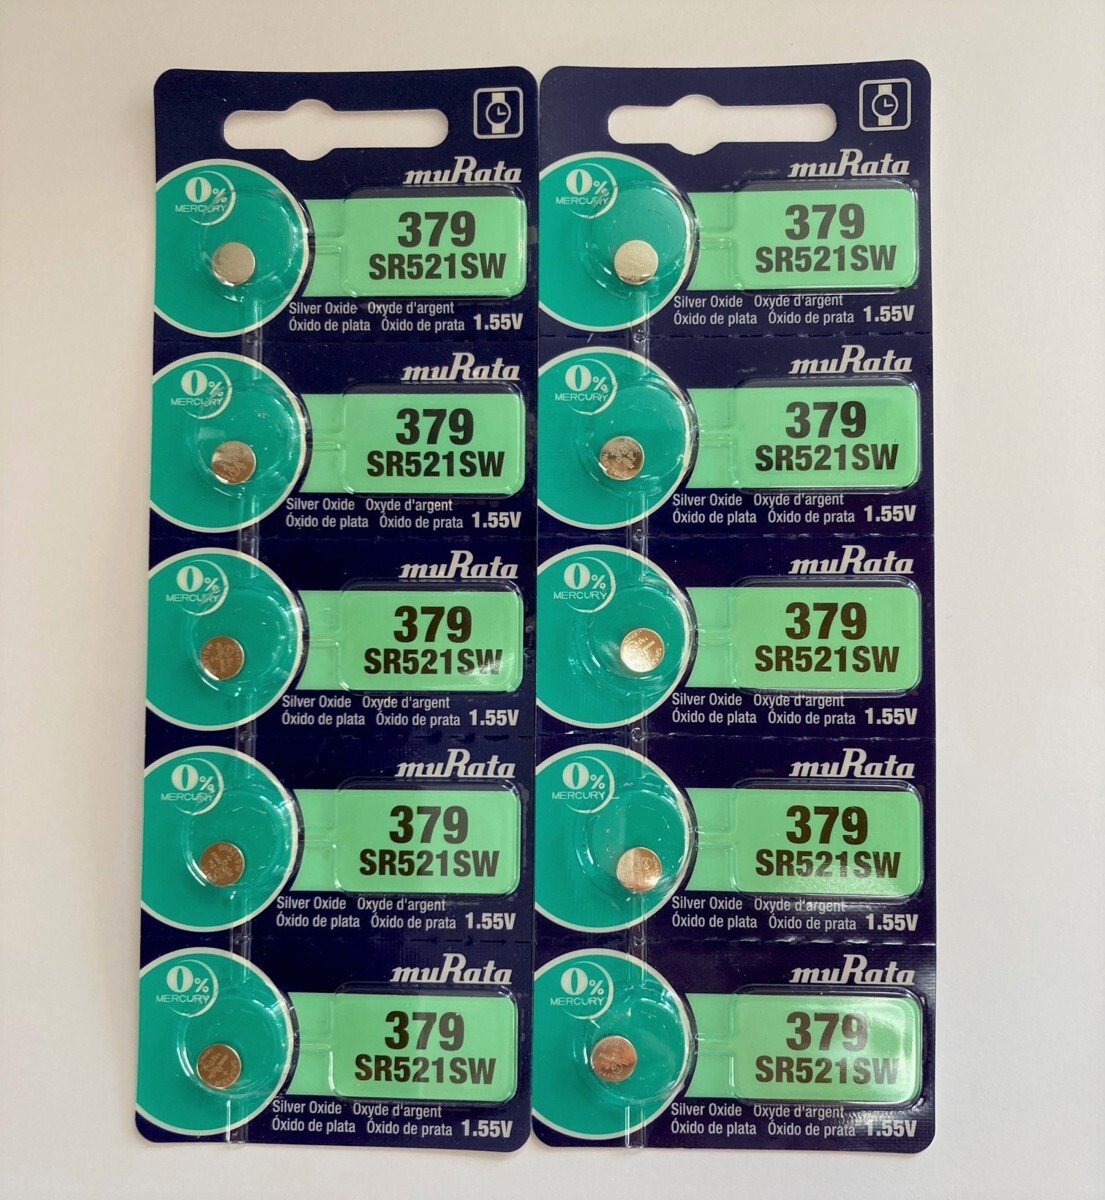 muRata
0%
MERCURY
379
SR521SW
Silver Oxide Oxyde d'argent
Óxido de plata Óxido de prata 1.55V
muRata
0%
MERCURY
379
SR521SW
Silver Oxide Oxyde d'argent
Óxido de plata Óxido de prata 1.55V
muRata
0%
MERCURY
379
SR521SW
Silver Oxide Oxyde d'argent
Óxido de plata Óxido de prata 1.55V
muRata
0%
MERCURY
379
SR521SW
Silver Oxide Oxyde d'argent
Óxido de plata Óxido de prata 1.55V
muRata
0%
MERCURY
379
SR521SW
Silver Oxide Oxyde d'argent
Óxido de plata Óxido de prata 1.55V
muRata
0%
MERCURY
379
SR521SW
Silver Oxide Oxyde d'argent
Óxido de plata Óxido de prata 1.55V
muRata
0%
MERCURY
379
SR521SW
Silver Oxide Oxyde d'argent
Óxido de plata Óxido de prata 1.55V
muRata
0%
MERCURY
379
SR521SW
Silver Oxide Oxyde d'argent
Óxido de plata Óxido de prata 1.55V
muRata
0%
MERCURY
379
SR521SW
Silver Oxide Oxyde d'argent
Óxido de plata Óxido de prata 1.55V
muRata
0%
MERCURY
379
SR521SW
Silver Oxide Oxyde d'argent
Óxido de plata Óxido de prata 1.55V